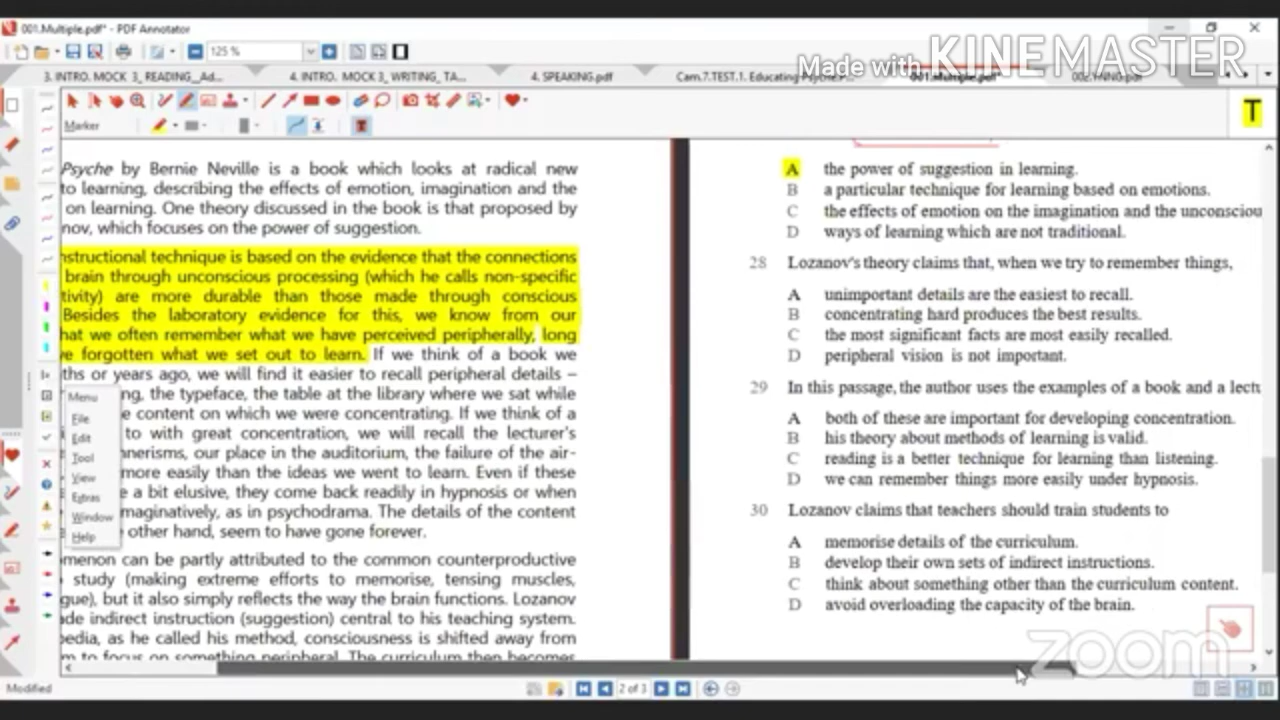 001.Multiple.pdf* - PDF Annotator
125 %
Made with KINEMASTER
3. INTRO. MOCK 3_ READING_Ad...
4. INTRO. MOCK 3_ WRITING_ TA...
4. SPEAKING.pdf
Cam.7.TEST.1. Educating
001.Multiple.pdf*
Marker
T
Psyche by Bernie Neville is a book which looks at radical new
to learning, describing the effects of emotion, imagination and the
on learning. One theory discussed in the book is that proposed by
nov, which focuses on the power of suggestion.
nstructional technique is based on the evidence that the connections
brain through unconscious processing (which he calls non-specific
tivity) are more durable than those made through conscious
Besides the laboratory evidence for this, we know from our
hat we often remember what we have perceived peripherally, long
e forgotten what we set out to learn. If we think of a book we
ths or years ago, we will find it easier to recall peripheral details –
ng, the typeface, the table at the library where we sat while
e content on which we were concentrating. If we think of a
to with great concentration, we will recall the lecturer's
nnerisms, our place in the auditorium, the failure of the air-
more easily than the ideas we went to learn. Even if these
e a bit elusive, they come back readily in hypnosis or when
maginatively, as in psychodrama. The details of the content
other hand, seem to have gone forever.
omenon can be partly attributed to the common counterproductive
study (making extreme efforts to memorise, tensing muscles,
gue), but it also simply reflects the way the brain functions. Lozanov
de indirect instruction (suggestion) central to his teaching system.
pedia, as he called his method, consciousness is shifted away from
m to focus on something peripheral. The curriculum then becomes
Menu
File
Edit
Tool
View
Extras
Window
Help
A the power of suggestion in learning.
B a particular technique for learning based on emotions.
C the effects of emotion on the imagination and the unconsciou
D ways of learning which are not traditional.
28 Lozanov's theory claims that, when we try to remember things,
A unimportant details are the easiest to recall.
B concentrating hard produces the best results.
C the most significant facts are most easily recalled.
D peripheral vision is not important.
29 In this passage, the author uses the examples of a book and a lectu
A both of these are important for developing concentration.
B his theory about methods of learning is valid.
C reading is a better technique for learning than listening.
D we can remember things more easily under hypnosis.
30 Lozanov claims that teachers should train students to
A memorise details of the curriculum.
B develop their own sets of indirect instructions.
C think about something other than the curriculum content.
D avoid overloading the capacity of the brain.
zoom
Modified
2 of 3